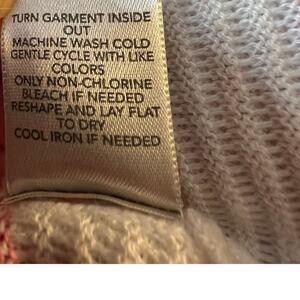 TURN GARMENT INSIDE
OUT
MACHINE WASH COLD
GENTLE CYCLE WITH LIKE
COLORS
ONLY NON-CHLORINE
BLEACH IF NEEDED
RESHAPE AND LAY FLAT
TO DRY
COOL IRON IF NEEDED